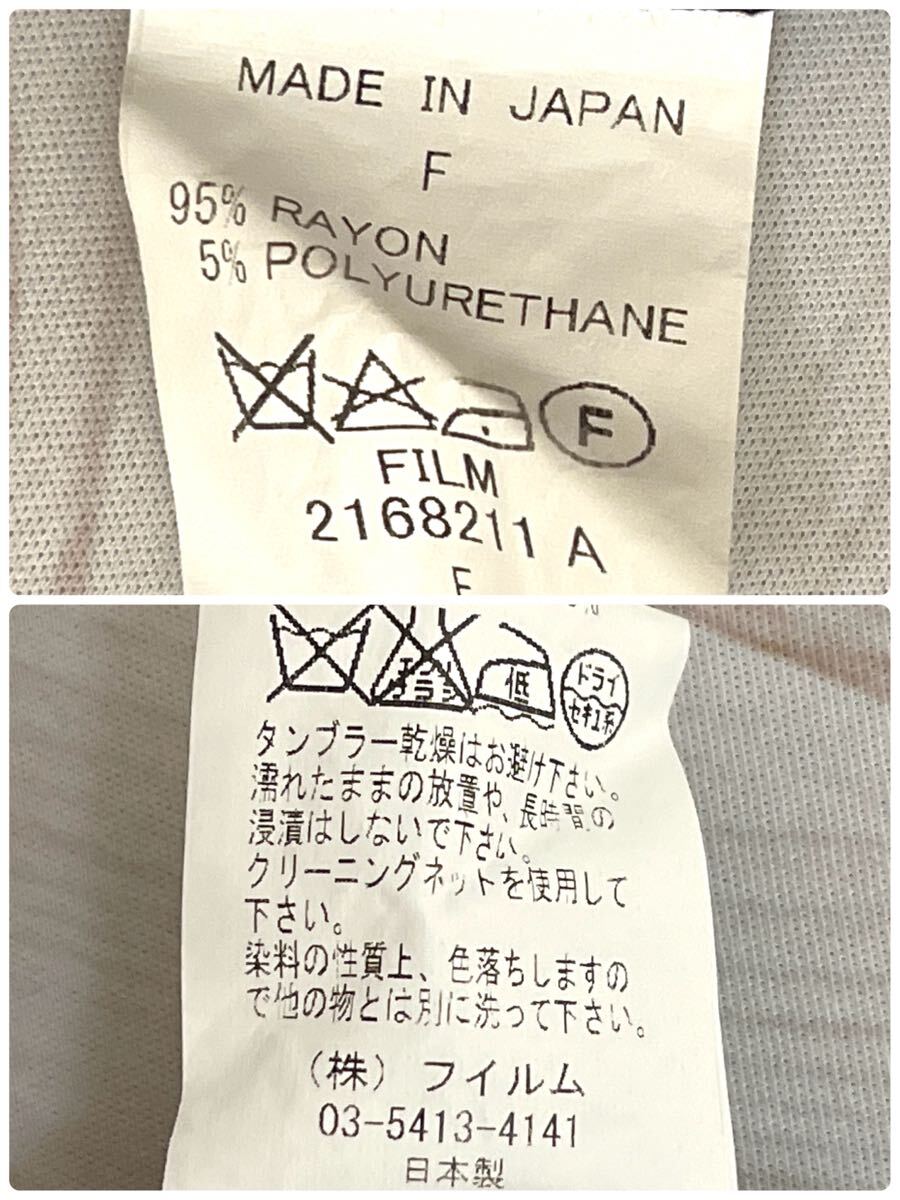 MADE IN JAPAN
F
95% RAYON
5% POLYURETHANE
F
FILM
2168211 A
%
低
ドライ
セキユ系
タンブラー乾燥はお避け下さい。
濡れたままの放置や、長時間の
浸漬はしないで下さい。
クリーニングネットを使用して
下さい。
染料の性質上、色落ちしますの
で他の物とは別に洗って下さい。
(株) フイルム
03-5413-4141
日本製